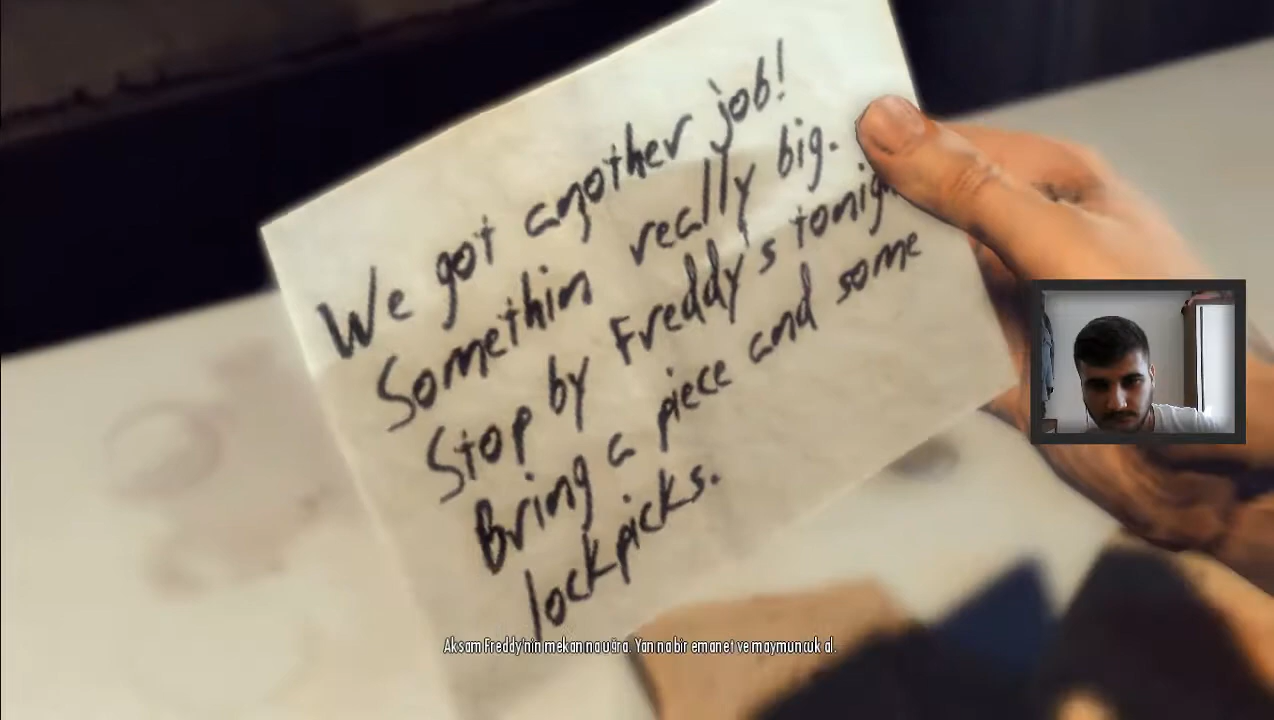 We got another job!
Somethin really big.
Stop by Freddy's tonigh
Bring a piece and some
lockpicks.
Akşam Freddy'nin mekanına uğra. Yanına bir emanet ve maymuncuk al.